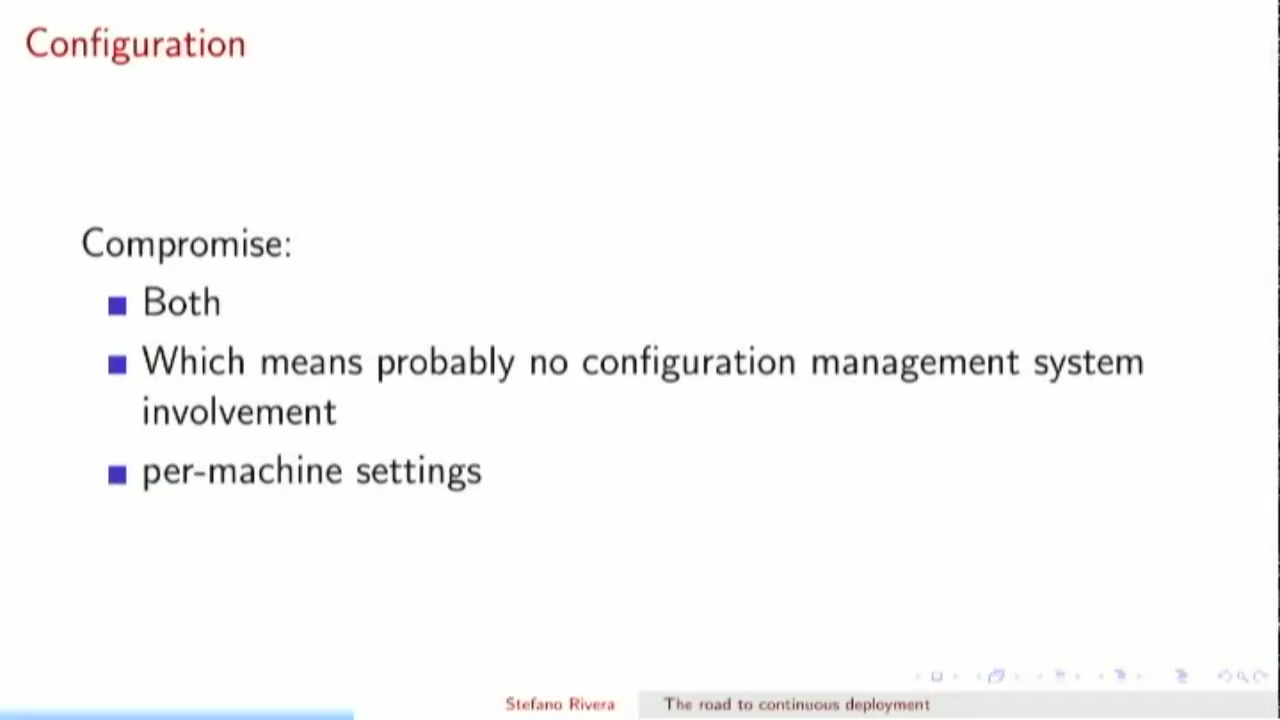 Configuration
Compromise:
Both
Which means probably no configuration management system
involvement
per-machine settings
Stefano Rivera
The road to continuous deployment